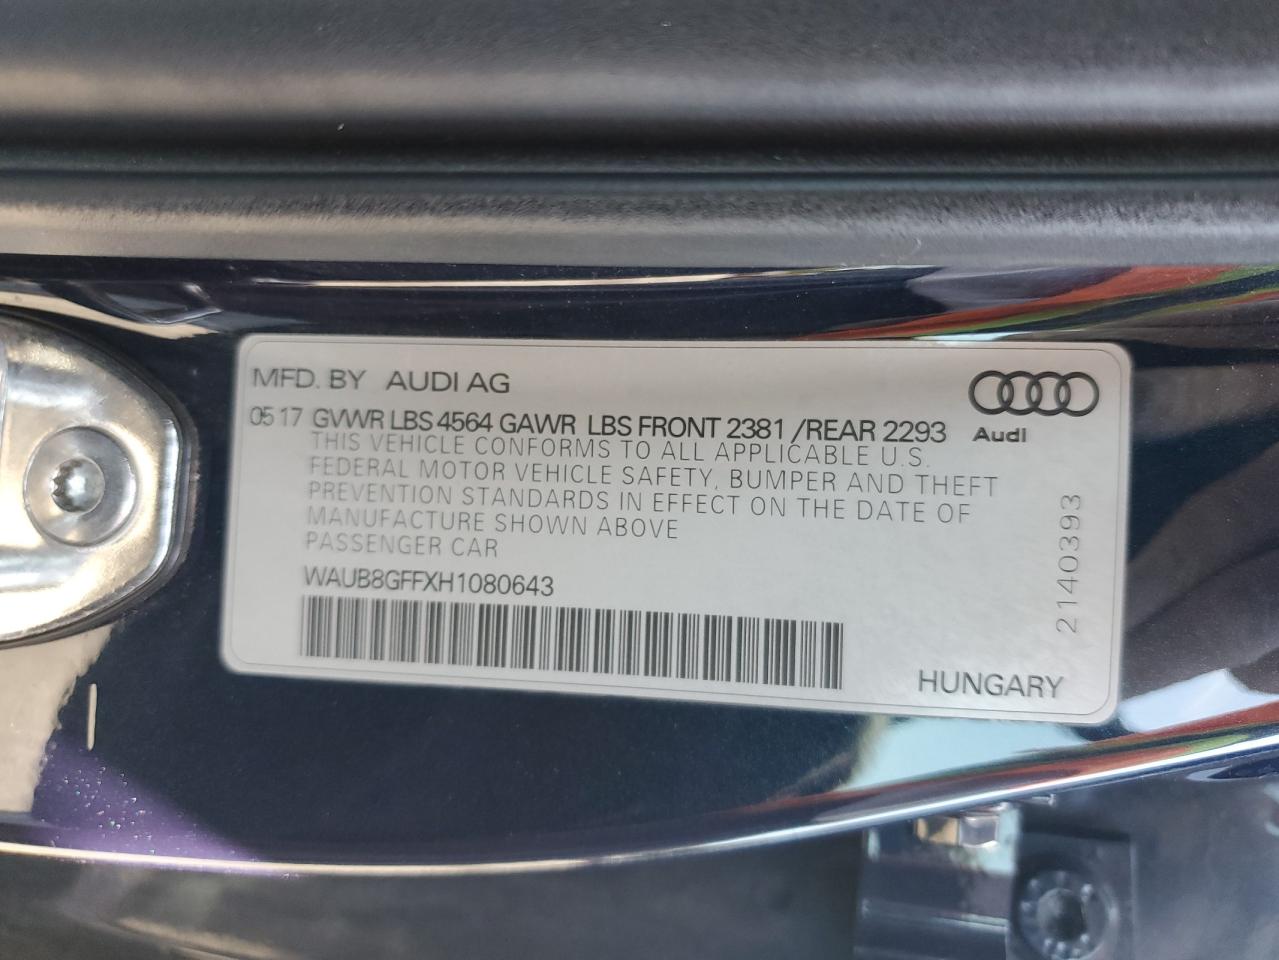 MFD. BY AUDI AG
05 17 GVWR LBS 4564 GAWR LBS FRONT 2381 /REAR 2293
Audi
THIS VEHICLE CONFORMS TO ALL APPLICABLE U.S.
FEDERAL MOTOR VEHICLE SAFETY, BUMPER AND THEFT
PREVENTION STANDARDS IN EFFECT ON THE DATE OF
MANUFACTURE SHOWN ABOVE
PASSENGER CAR
WAUB8GFFXH1080643
2140393
HUNGARY